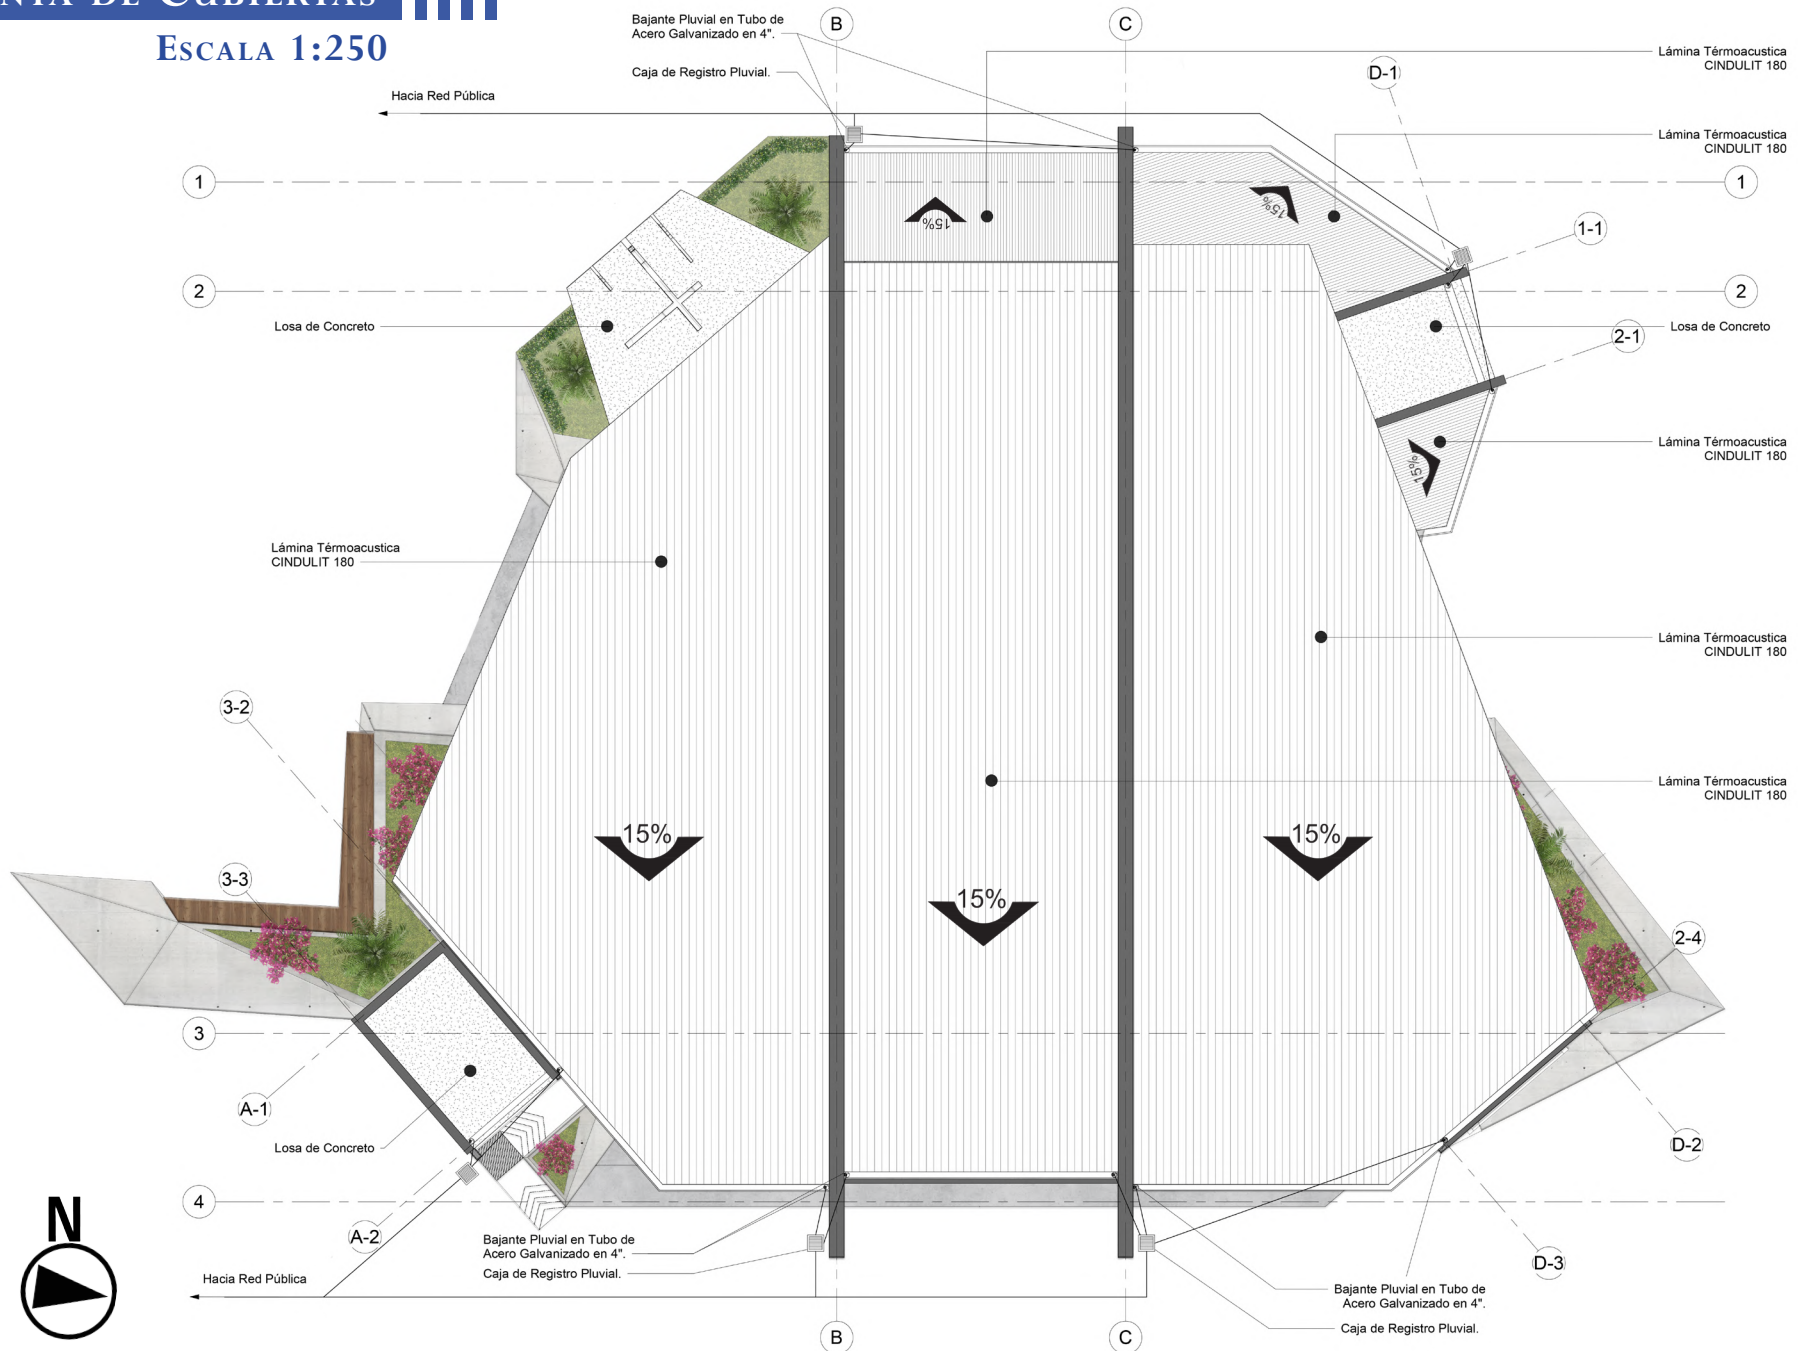 CUBIERTAS
ESCALA 1:250
Bajante Pluvial en Tubo de
Acero Galvanizado en 4".
Caja de Registro Pluvial.
Hacia Red Pública
B
C
D-1
Lámina Térmoacustica
CINDULIT 180
Lámina Térmoacustica
CINDULIT 180
1
1
15%
15%
1-1
2
2
Losa de Concreto
Losa de Concreto
2-1
Lámina Térmoacustica
CINDULIT 180
15%
Lámina Térmoacustica
CINDULIT 180
Lámina Térmoacustica
CINDULIT 180
3-2
Lámina Térmoacustica
CINDULIT 180
15%
15%
15%
3-3
2-4
3
A-1
Losa de Concreto
D-2
4
N
A-2
Bajante Pluvial en Tubo de
Acero Galvanizado en 4".
Caja de Registro Pluvial.
Hacia Red Pública
D-3
Bajante Pluvial en Tubo de
Acero Galvanizado en 4".
Caja de Registro Pluvial.
B
C